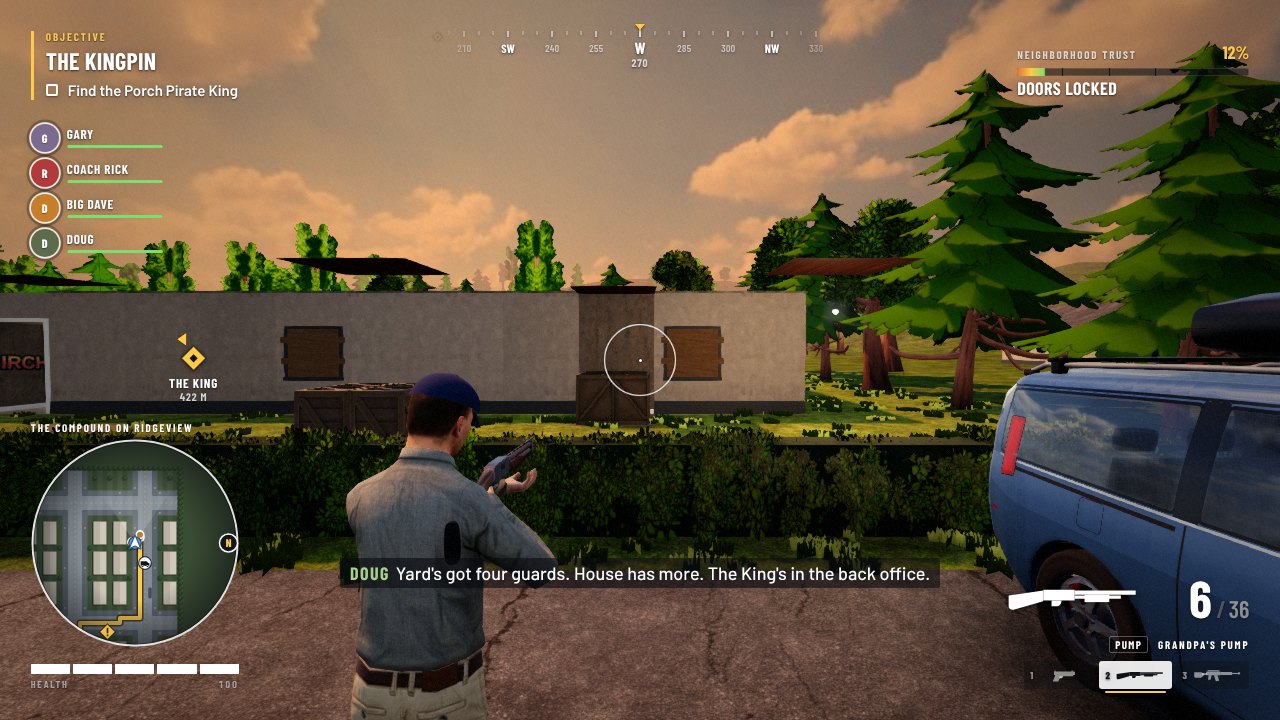 OBJECTIVE
THE KINGPIN
Find the Porch Pirate King
G GARY
R COACH RICK
D BIG DAVE
D DOUG
210 SW 240 255 W 285 300 NW 330
270
NEIGHBORHOOD TRUST 12%
DOORS LOCKED
THE KING
422 M
THE COMPOUND ON RIDGEVIEW
N
DOUG Yard's got four guards. House has more. The King's in the back office.
6 / 36
PUMP GRANDPA'S PUMP
1 2 3
HEALTH 100